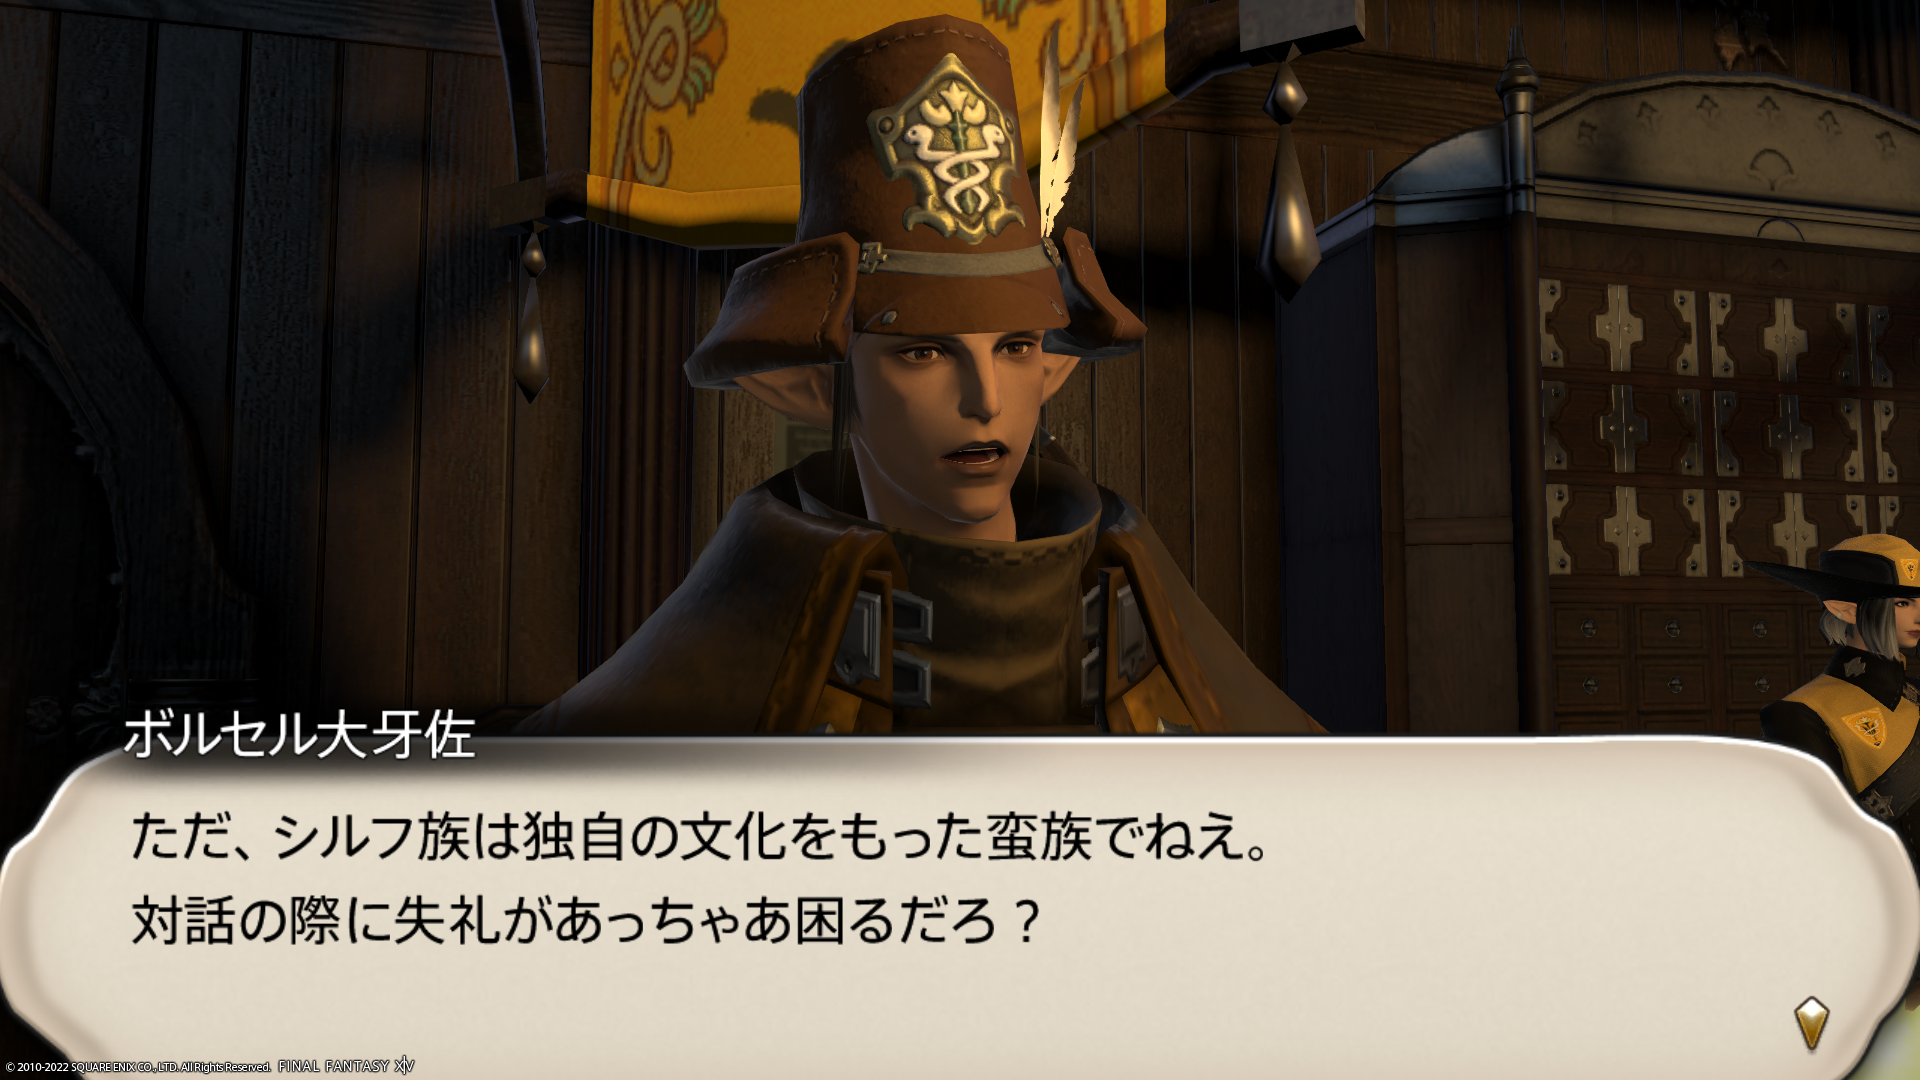 ボルセル大牙佐
ただ、シルフ族は独自の文化をもった蛮族でねえ。
対話の際に失礼があっちゃあ困るだろ？
© 2010-2022 SQUARE ENIX CO., LTD. All Rights Reserved. FINAL FANTASY XIV